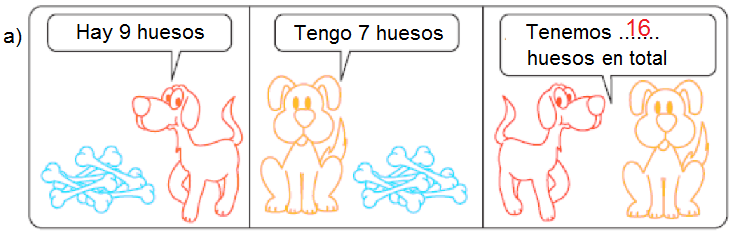 a)
Hay 9 huesos
Tengo 7 huesos
Tenemos ..16.....
huesos en total